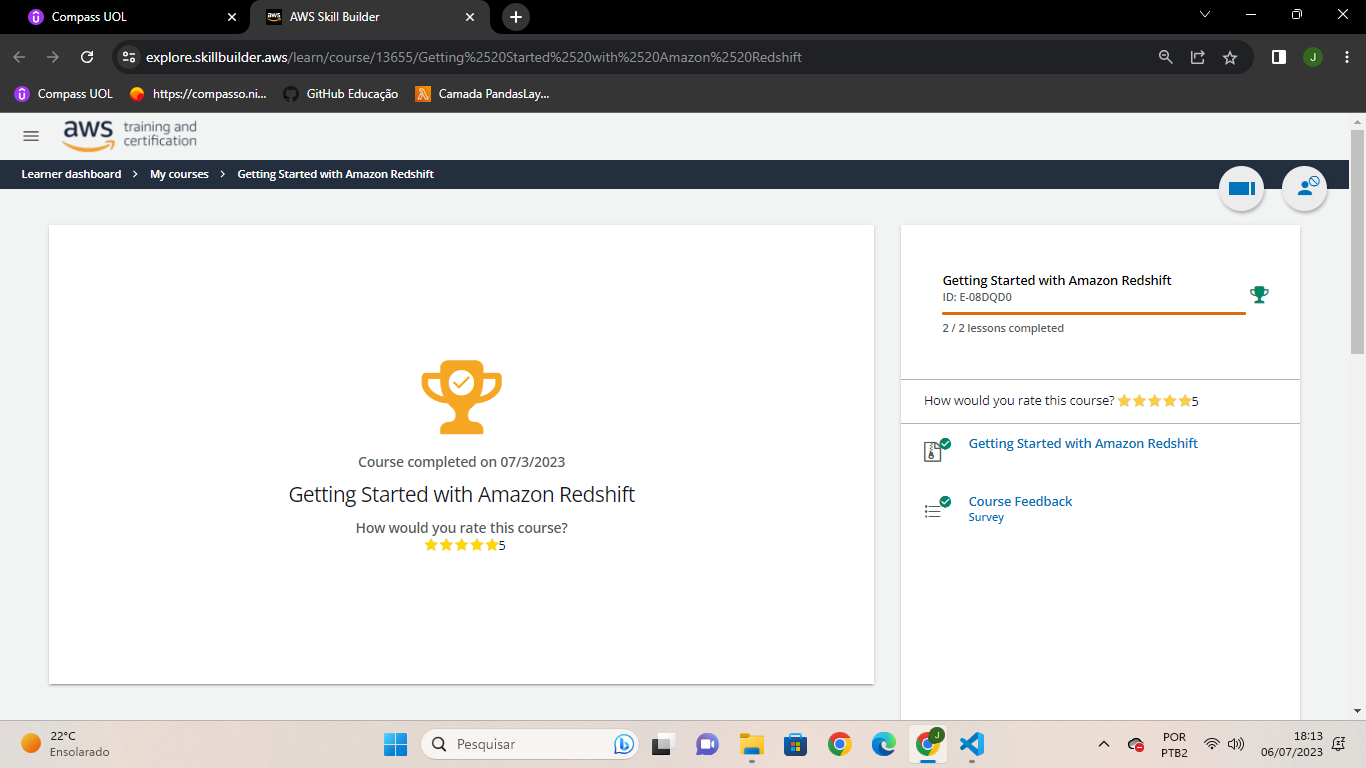 Compass UOL
aws AWS Skill Builder
explore.skillbuilder.aws/learn/course/13655/Getting%2520Started%2520with%2520Amazon%2520Redshift
J
Compass UOL https://compasso.ni... GitHub Educação Camada PandasLay...
aws training and certification
Learner dashboard > My courses > Getting Started with Amazon Redshift
Course completed on 07/3/2023
Getting Started with Amazon Redshift
How would you rate this course?
5
Getting Started with Amazon Redshift
ID: E-08DQD0
2 / 2 lessons completed
How would you rate this course? 5
Getting Started with Amazon Redshift
Course Feedback
Survey
22°C
Ensolarado
Pesquisar
J
POR
PTB2
18:13
06/07/2023